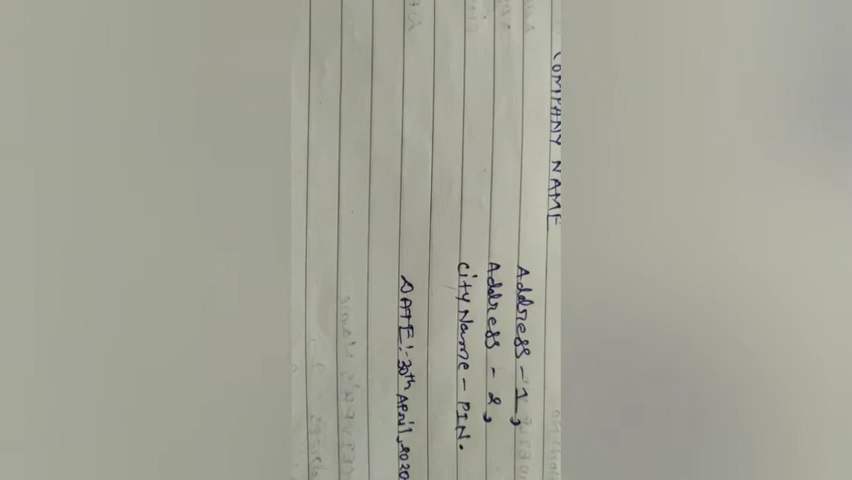 COMPANY NAME
Address - 1,
Address - 2,
City Name - PIN.
DATE:- 30th April, 2020